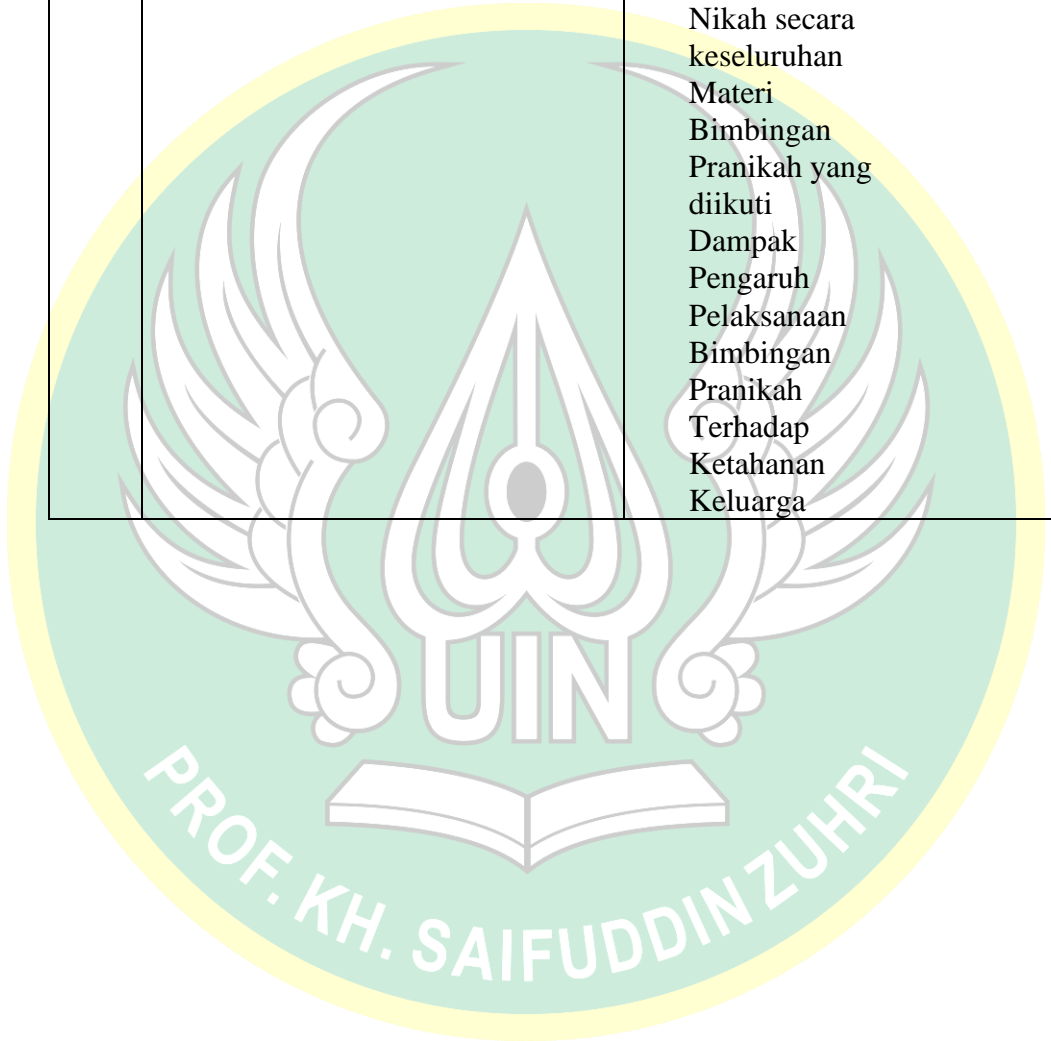 Nikah secara
keseluruhan
Materi
Bimbingan
Pranikah yang
diikuti
Dampak
Pengaruh
Pelaksanaan
Bimbingan
Pranikah
Terhadap
Ketahanan
Keluarga
UIN
PROF. KH. SAIFUDDIN ZUHRI